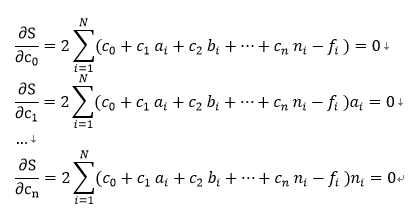 ∂S/∂c₀ = 2 ∑_{i=1}^{N} (c₀ + c₁ aᵢ + c₂ bᵢ + ⋯ + cₙ nᵢ − fᵢ) = 0 ↓
∂S/∂c₁ = 2 ∑_{i=1}^{N} (c₀ + c₁ aᵢ + c₂ bᵢ + ⋯ + cₙ nᵢ − fᵢ)aᵢ = 0 ↓
... ↓
∂S/∂cₙ = 2 ∑_{i=1}^{N} (c₀ + c₁ aᵢ + c₂ bᵢ + ⋯ + cₙ nᵢ − fᵢ)nᵢ = 0 ↵